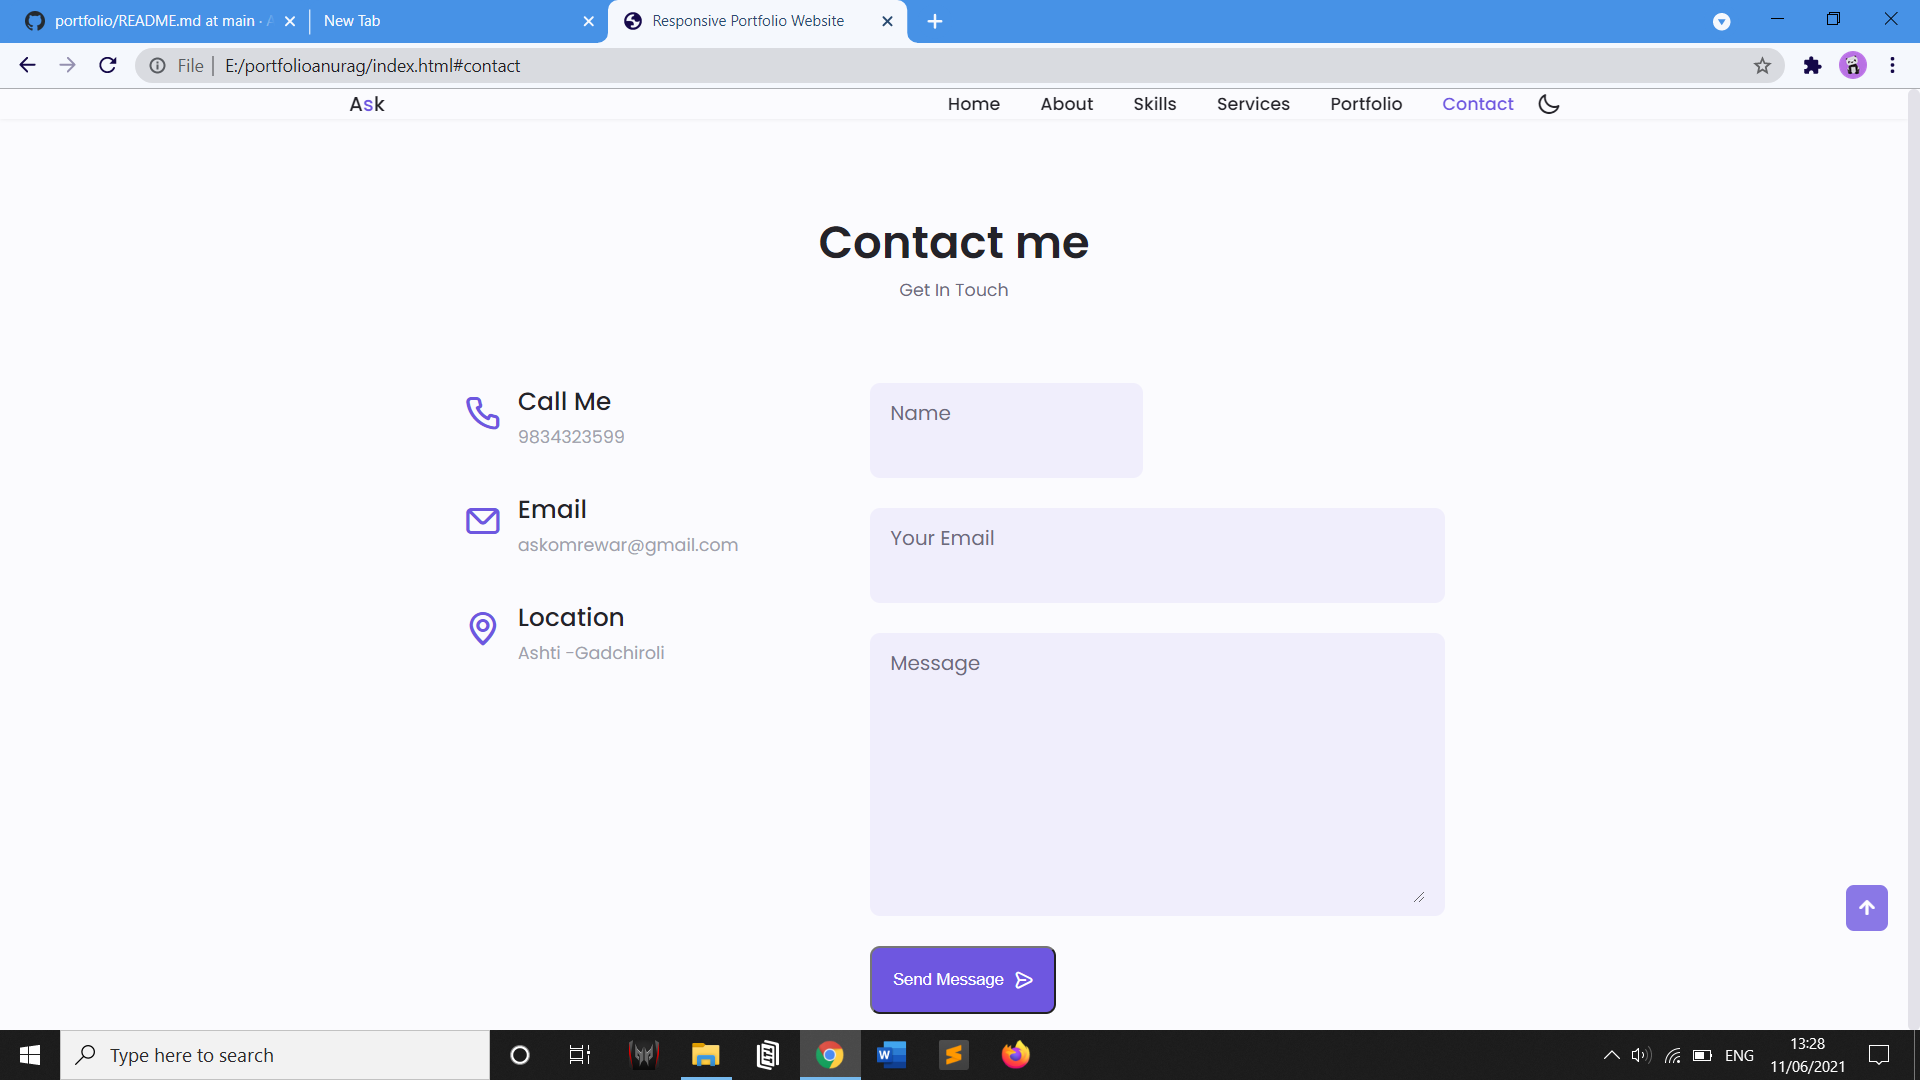 portfolio/README.md at main · A
New Tab
Responsive Portfolio Website
File
E:/portfolioanurag/index.html#contact
Ask
Home About Skills Services Portfolio Contact
Contact me
Get In Touch
Call Me
9834323599
Email
askomrewar@gmail.com
Location
Ashti -Gadchiroli
Name
Your Email
Message
Send Message
Type here to search
ENG
13:28
11/06/2021